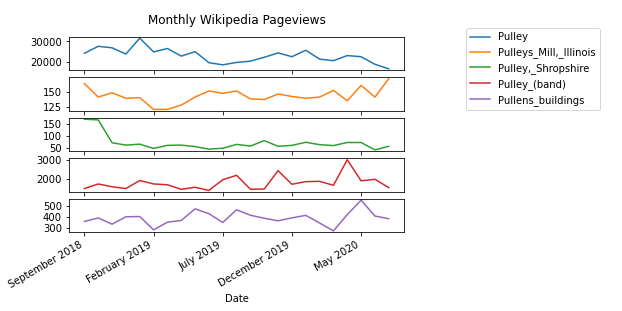 Monthly Wikipedia Pageviews
Pulley
Pulleys_Mill,_Illinois
Pulley,_Shropshire
Pulley_(band)
Pullens_buildings
30000
20000
150
125
150
100
50
3000
2000
500
400
300
September 2018
February 2019
July 2019
December 2019
May 2020
Date